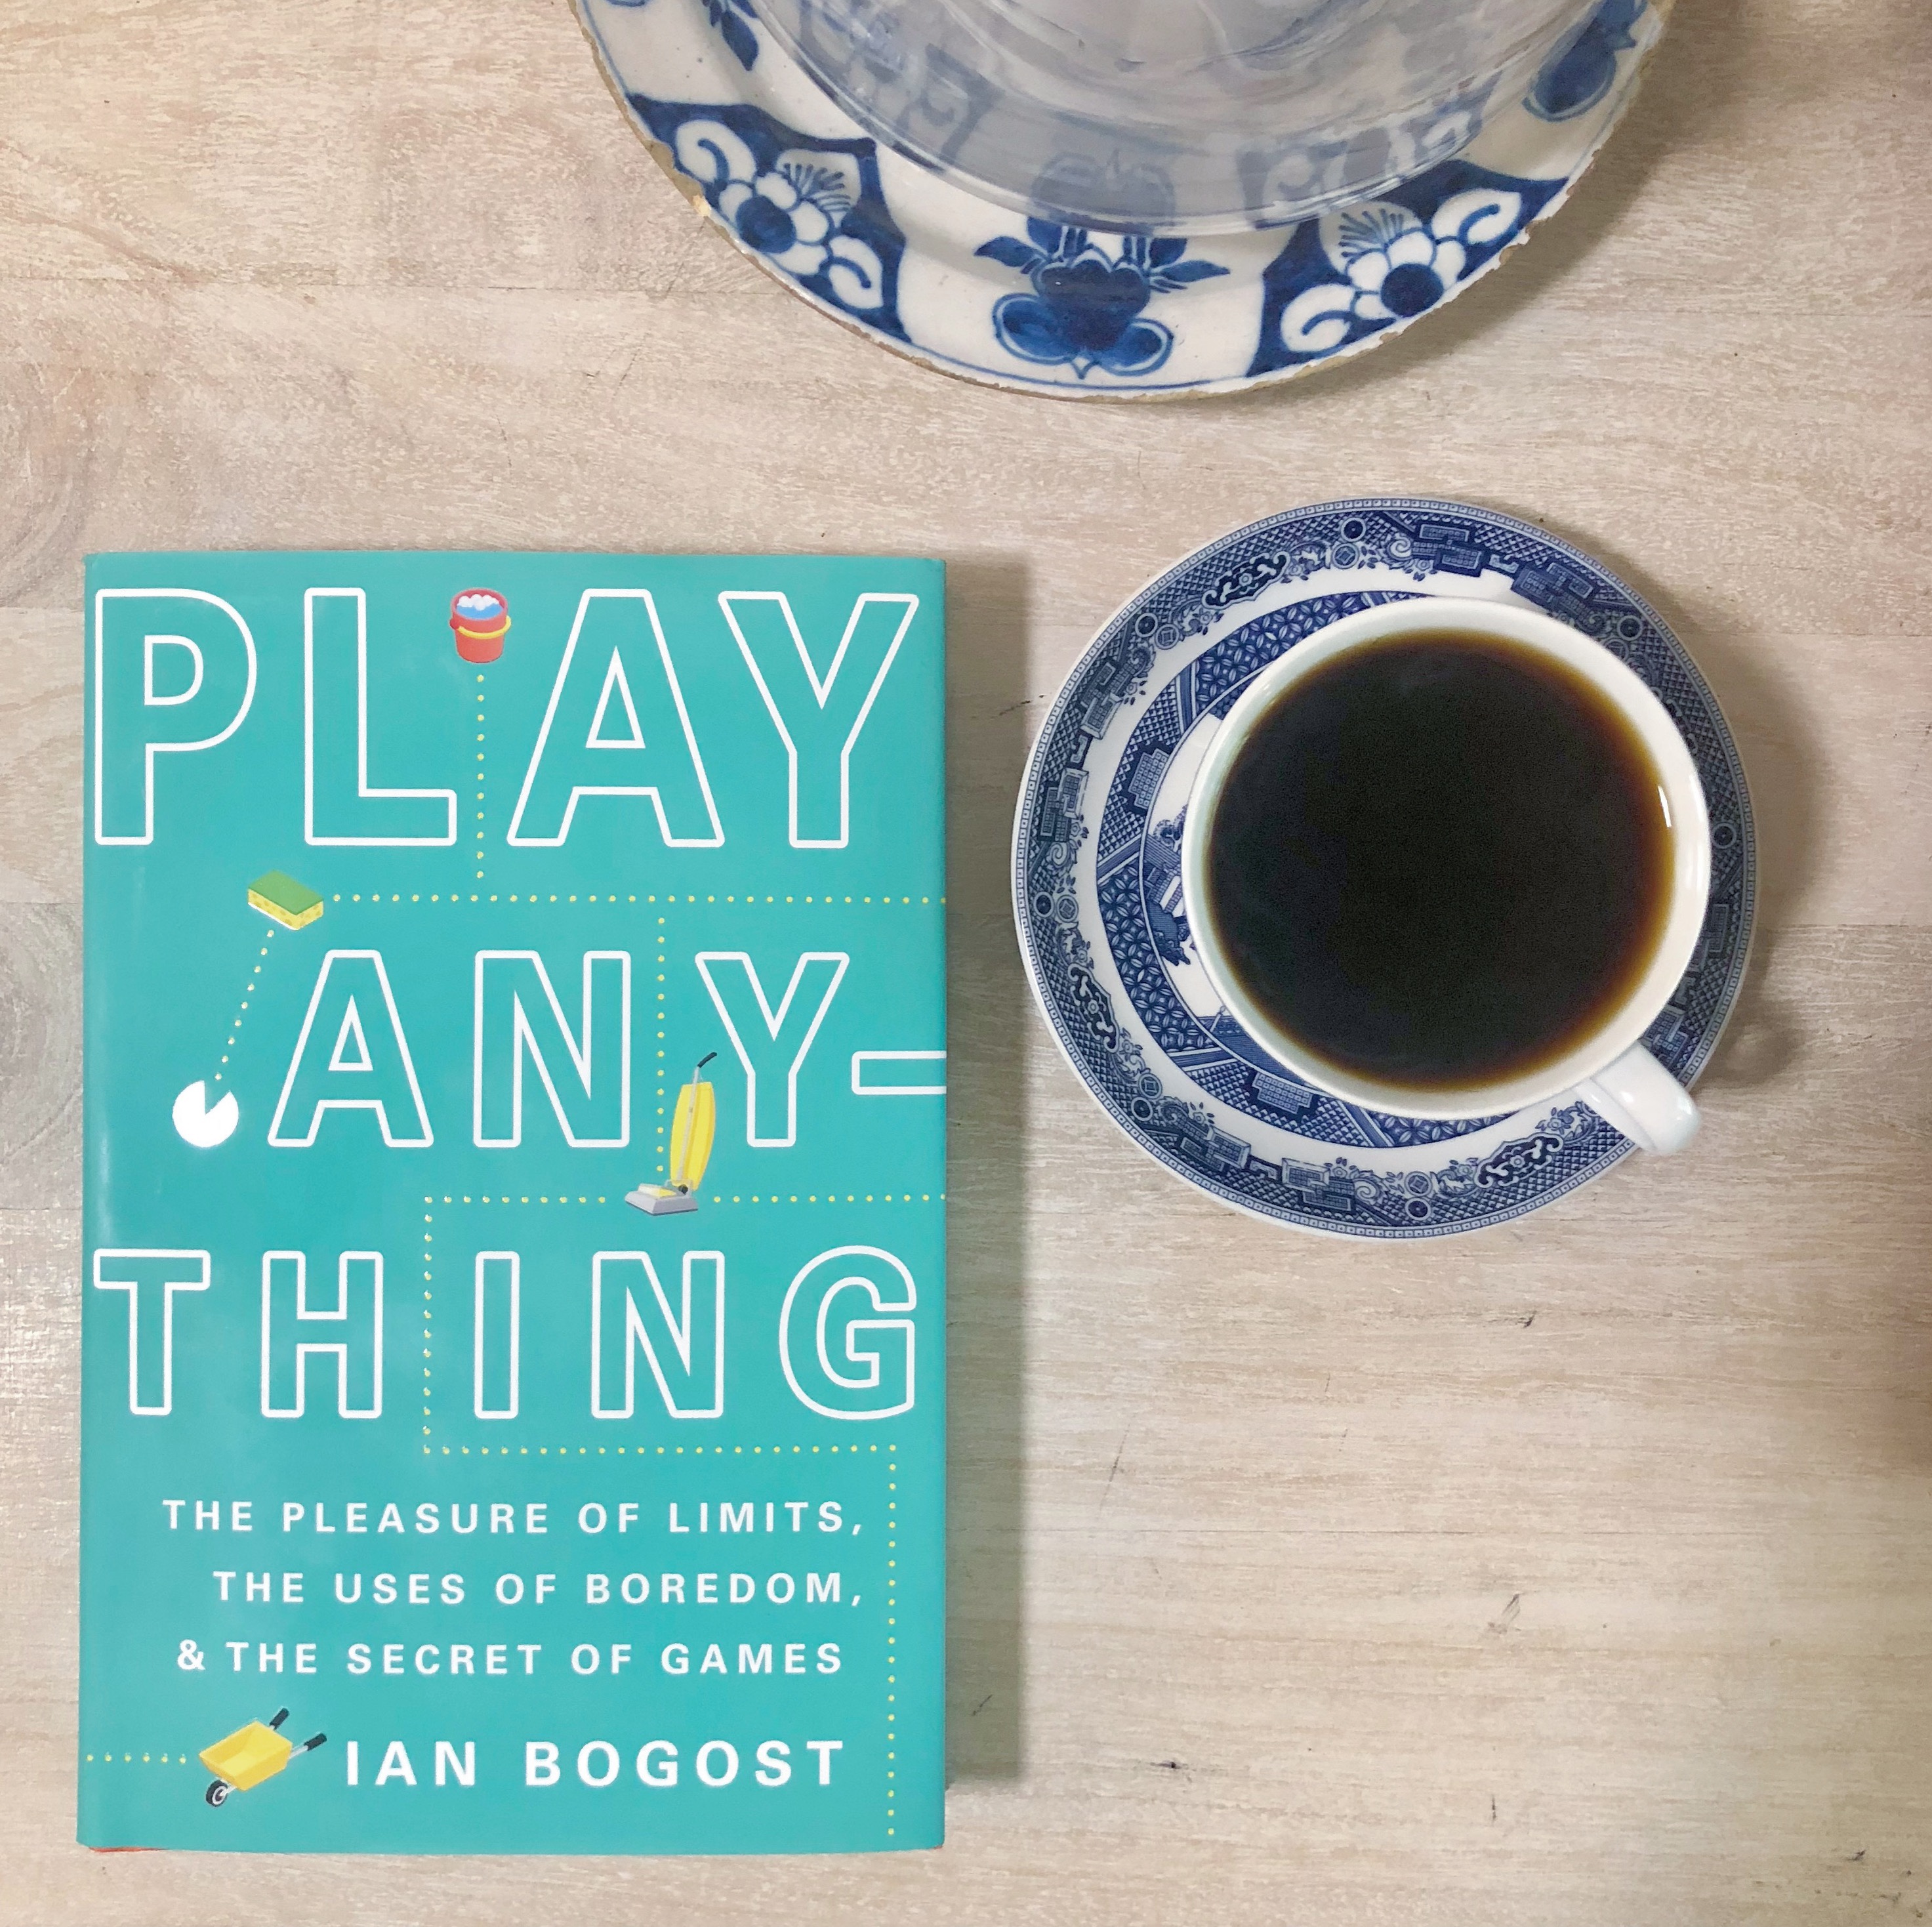 PLAY
ANY-
THING
THE PLEASURE OF LIMITS,
THE USES OF BOREDOM,
& THE SECRET OF GAMES
IAN BOGOST